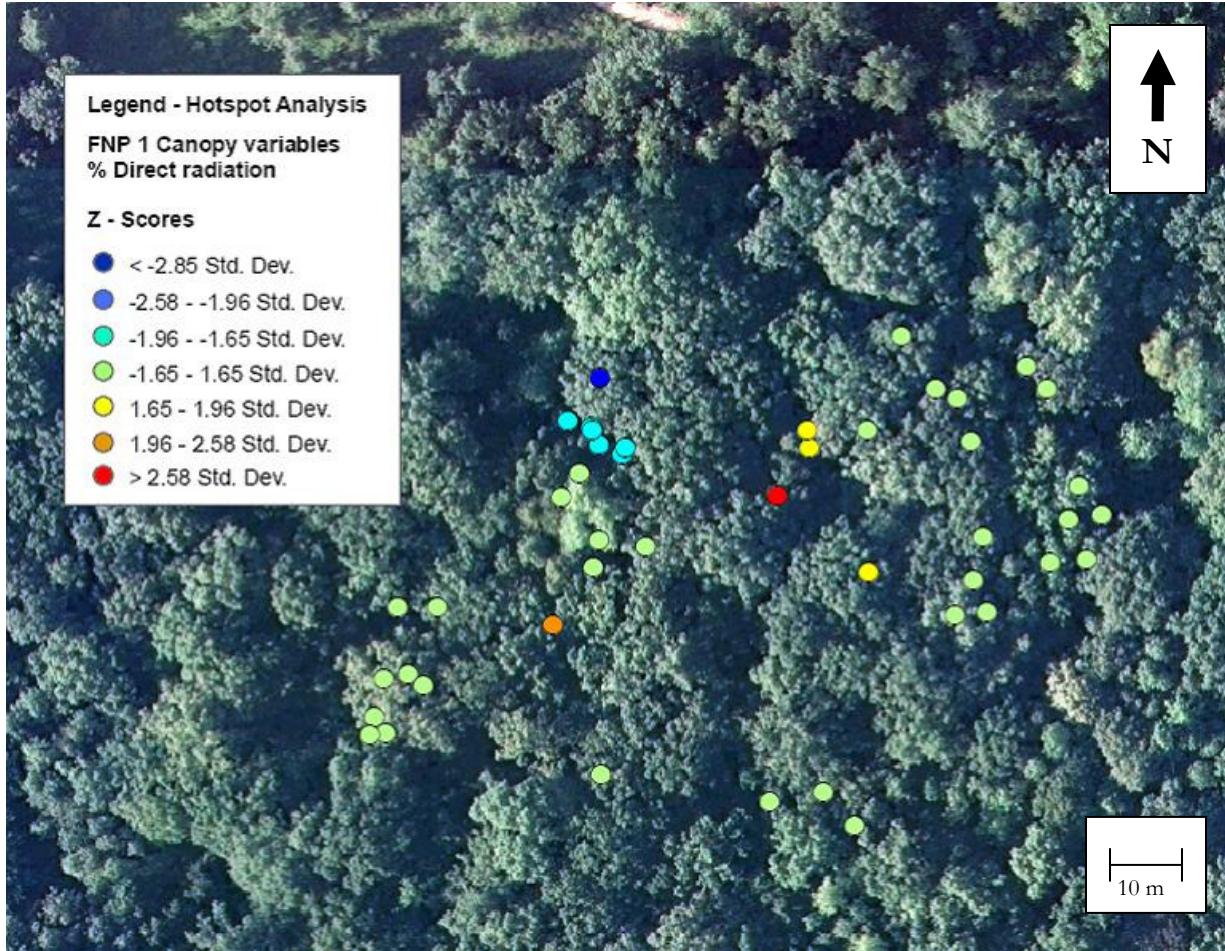 Legend - Hotspot Analysis
FNP 1 Canopy variables
% Direct radiation
Z - Scores
< -2.85 Std. Dev.
-2.58 - -1.96 Std. Dev.
-1.96 - -1.65 Std. Dev.
-1.65 - 1.65 Std. Dev.
1.65 - 1.96 Std. Dev.
1.96 - 2.58 Std. Dev.
> 2.58 Std. Dev.
N
10 m